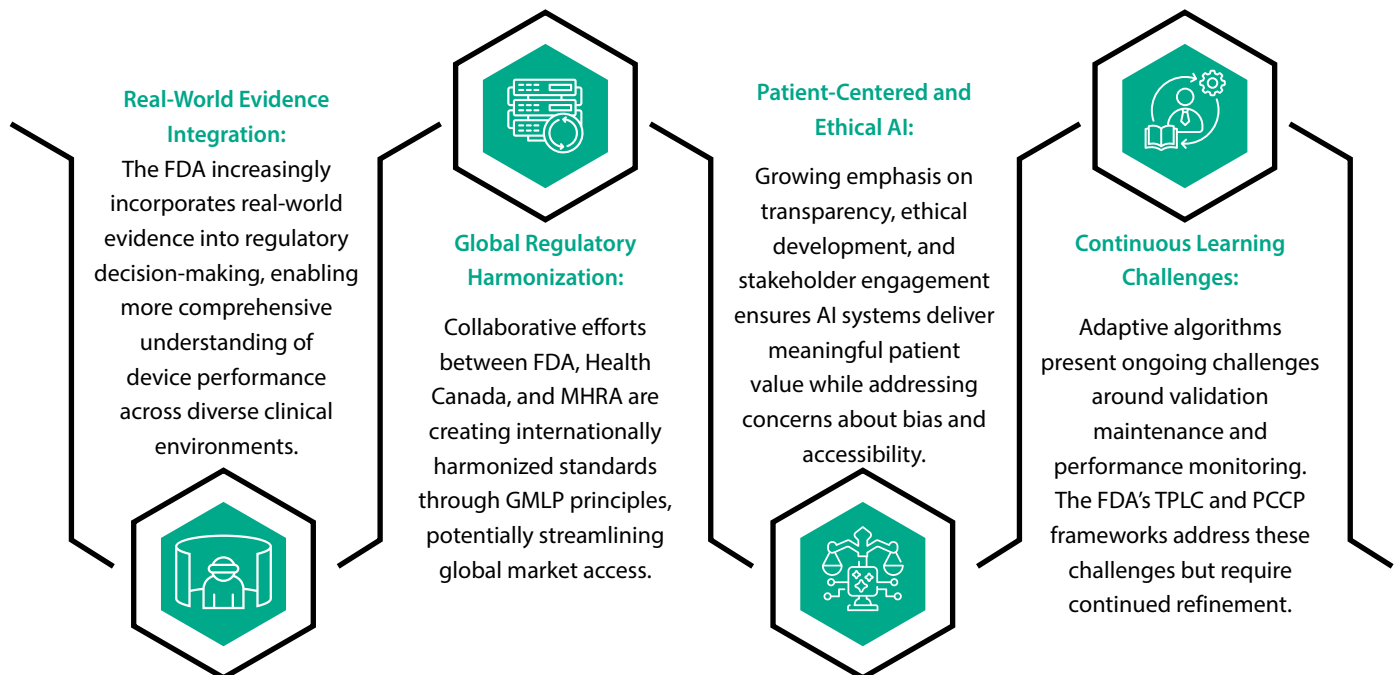 Real-World Evidence
Integration:
The FDA increasingly
incorporates real-world
evidence into regulatory
decision-making, enabling
more comprehensive
understanding of
device performance
across diverse clinical
environments.
Global Regulatory
Harmonization:
Collaborative efforts
between FDA, Health
Canada, and MHRA are
creating internationally
harmonized standards
through GMLP principles,
potentially streamlining
global market access.
Patient-Centered and
Ethical AI:
Growing emphasis on
transparency, ethical
development, and
stakeholder engagement
ensures AI systems deliver
meaningful patient
value while addressing
concerns about bias and
accessibility.
Continuous Learning
Challenges:
Adaptive algorithms
present ongoing challenges
around validation
maintenance and
performance monitoring.
The FDA’s TPLC and PCCP
frameworks address these
challenges but require
continued refinement.